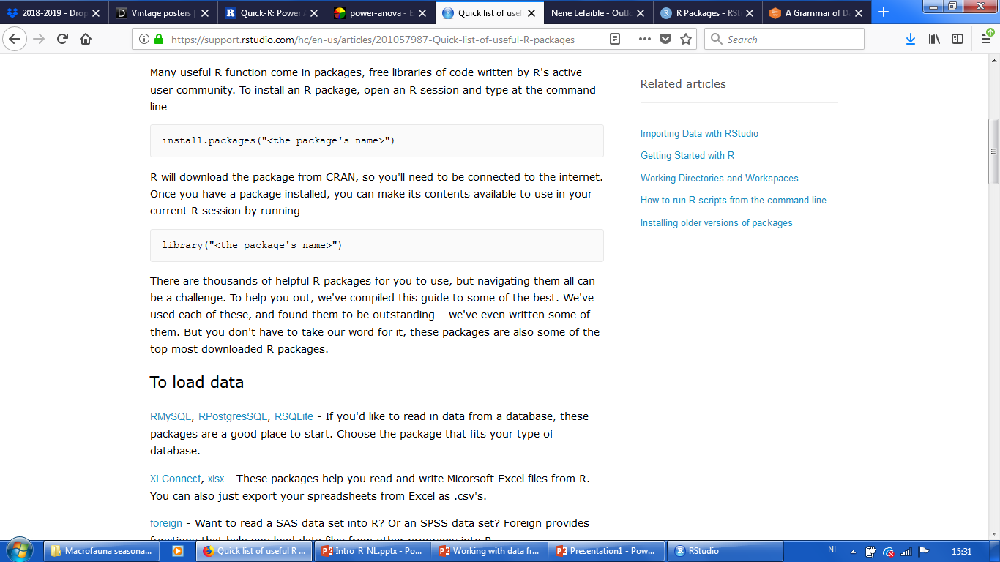 2018-2019 - Drop
Vintage posters
Quick-R: Power A
power-anova - E
Quick list of usef
Nene Lefaible - Outlo
R Packages - RSt
A Grammar of Da
https://support.rstudio.com/hc/en-us/articles/201057987-Quick-list-of-useful-R-packages
Search
Many useful R function come in packages, free libraries of code written by R's active
user community. To install an R package, open an R session and type at the command
line
install.packages("<the package's name>")
R will download the package from CRAN, so you'll need to be connected to the internet.
Once you have a package installed, you can make its contents available to use in your
current R session by running
library("<the package's name>")
There are thousands of helpful R packages for you to use, but navigating them all can
be a challenge. To help you out, we've compiled this guide to some of the best. We've
used each of these, and found them to be outstanding – we've even written some of
them. But you don't have to take our word for it, these packages are also some of the
top most downloaded R packages.
To load data
RMySQL, RPostgresSQL, RSQLite - If you'd like to read in data from a database, these
packages are a good place to start. Choose the package that fits your type of
database.
XLConnect, xlsx - These packages help you read and write Micorsoft Excel files from R.
You can also just export your spreadsheets from Excel as .csv's.
foreign - Want to read a SAS data set into R? Or an SPSS data set? Foreign provides
functions that help you load data files from other programs into R.
Related articles
Importing Data with RStudio
Getting Started with R
Working Directories and Workspaces
How to run R scripts from the command line
Installing older versions of packages
Macrofauna seasona...
Quick list of useful R ...
Intro_R_NL.pptx - Po...
Working with data fr...
Presentation1 - Pow...
RStudio
NL
15:31